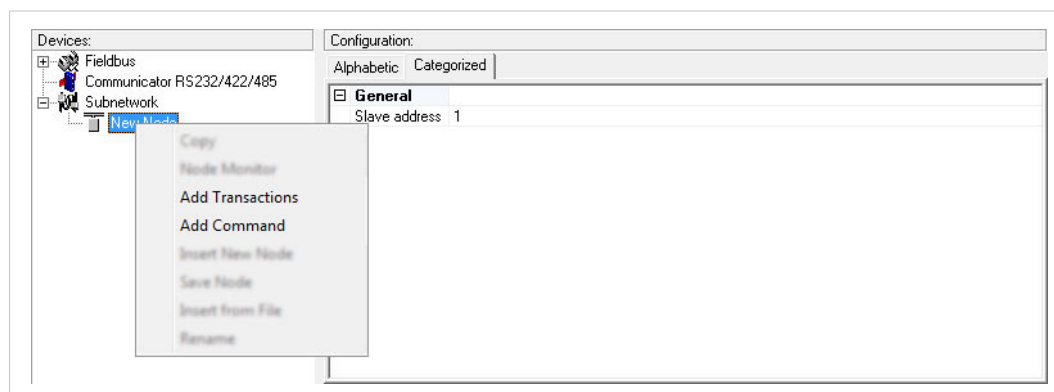 Devices:
Fieldbus
Communicator RS232/422/485
Subnetwork
New Node
Copy
Node Monitor
Add Transactions
Add Command
Insert New Node
Save Node
Insert from File
Rename
Configuration:
Alphabetic Categorized
General
Slave address 1